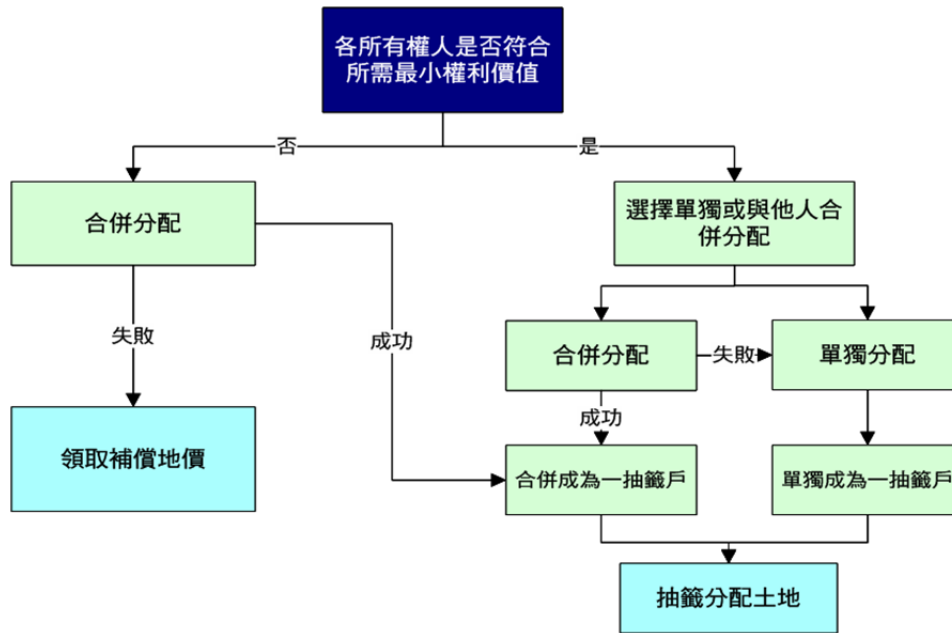 各所有權人是否符合
所需最小權利價值
否
是
合併分配
選擇單獨或與他人合
併分配
失敗
成功
合併分配
失敗
單獨分配
成功
領取補償地價
合併成為一抽籤戶
單獨成為一抽籤戶
抽籤分配土地